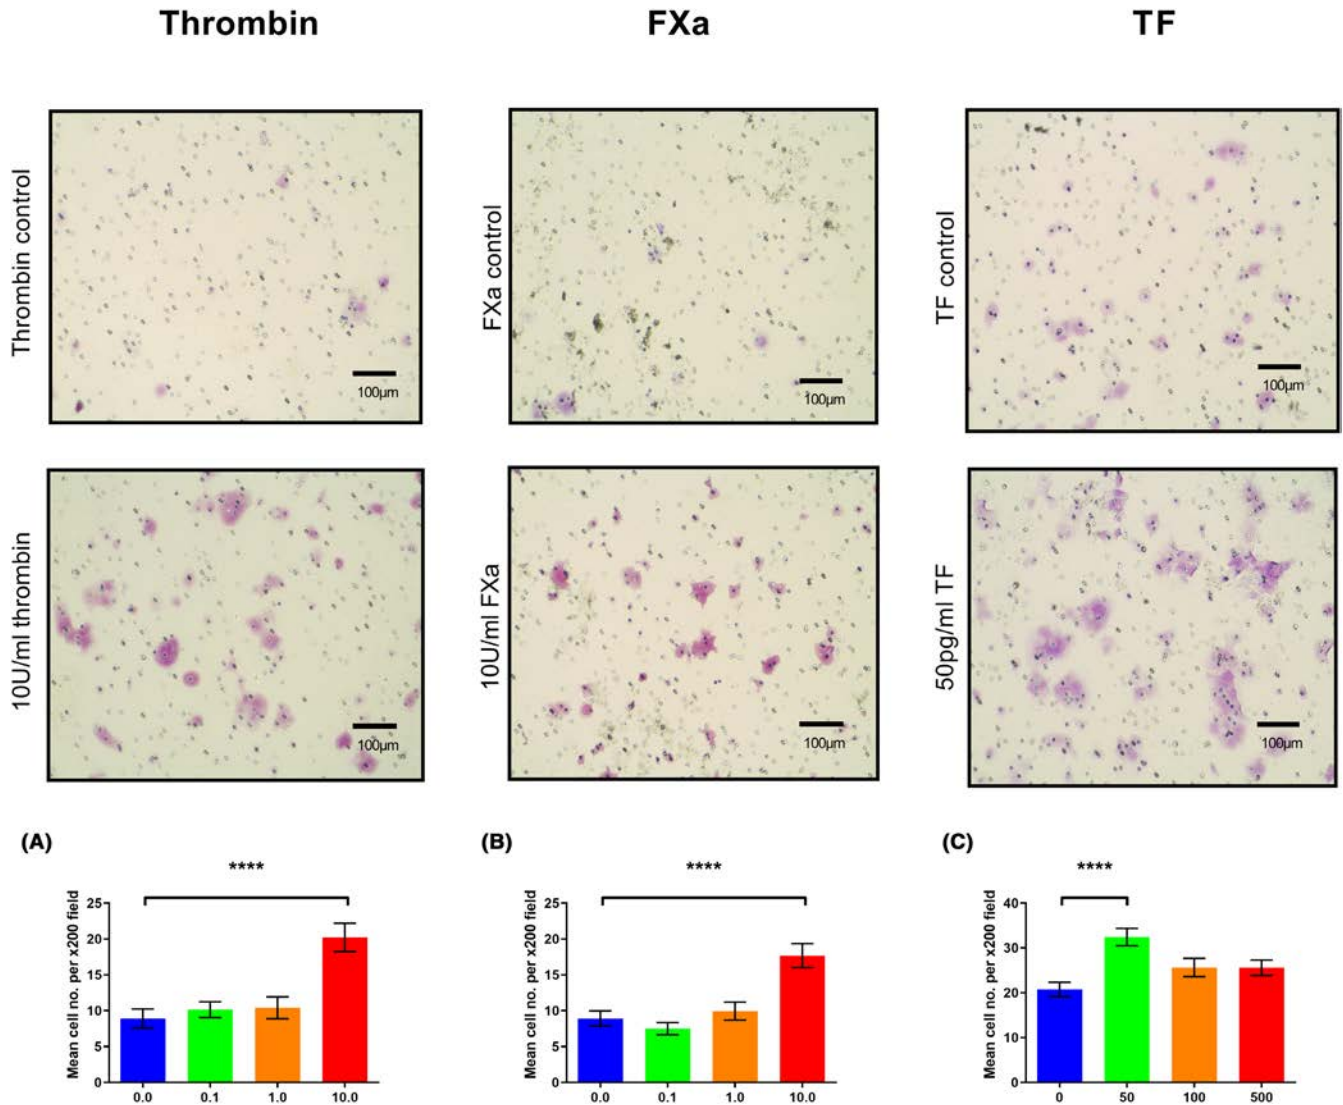 Thrombin FXa TF
Thrombin control
100µm
FXa control
100µm
TF control
100µm
10U/ml thrombin
100µm
10U/ml FXa
100µm
50pg/ml TF
100µm
(A)
****
Mean cell no. per x200 field
25
20
15
10
5
0
0.0 0.1 1.0 10.0
(B)
****
Mean cell no. per x200 field
25
20
15
10
5
0
0.0 0.1 1.0 10.0
(C)
****
Mean cell no. per x200 field
40
30
20
10
0
0 50 100 500